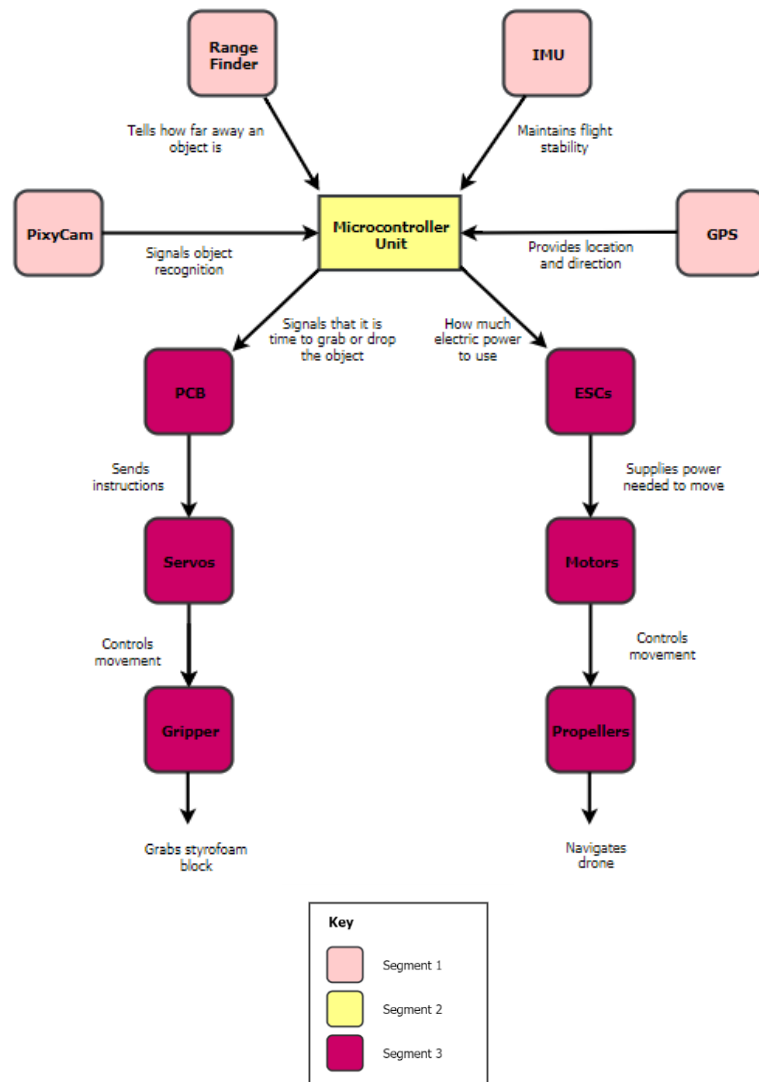 Range
Finder
IMU
Tells how far away an
object is
Maintains flight
stability
PixyCam
Microcontroller
Unit
GPS
Signals object
recognition
Provides location
and direction
Signals that it is
time to grab or drop
the object
How much
electric power
to use
PCB
ESCs
Sends
instructions
Supplies power
needed to move
Servos
Motors
Controls
movement
Controls
movement
Gripper
Propellers
Grabs styrofoam
block
Navigates
drone
Key
Segment 1
Segment 2
Segment 3